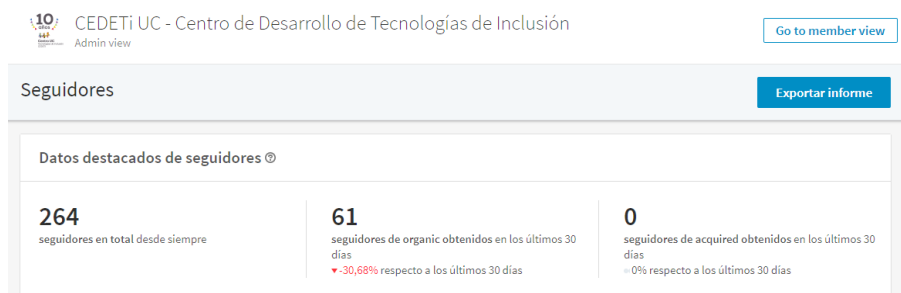 10
años
CEDETi UC - Centro de Desarrollo de Tecnologías de Inclusión
Admin view
Go to member view
Seguidores
Exportar informe
Datos destacados de seguidores
264
seguidores en total desde siempre
61
seguidores de organic obtenidos en los últimos 30
días
-30,68% respecto a los últimos 30 días
0
seguidores de acquired obtenidos en los últimos 30
días
0% respecto a los últimos 30 días